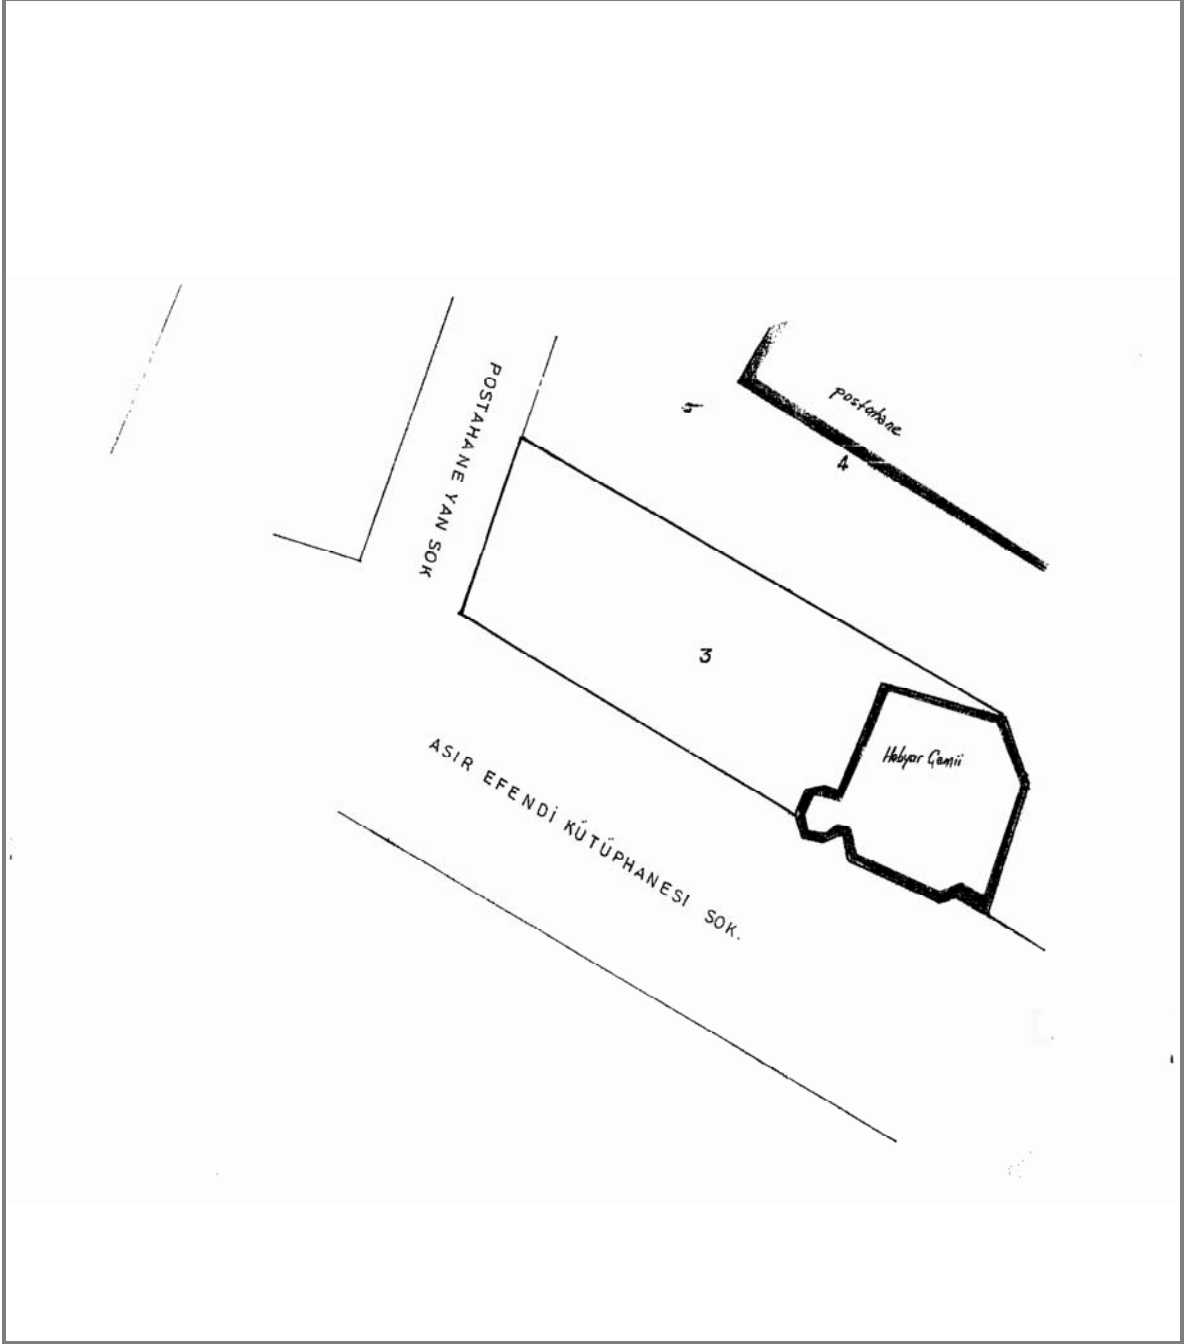 POSTAHANE YAN SOK
postahane
4
3
Hobyar Camii
ASIR EFENDİ KÜTÜPHANESI SOK.